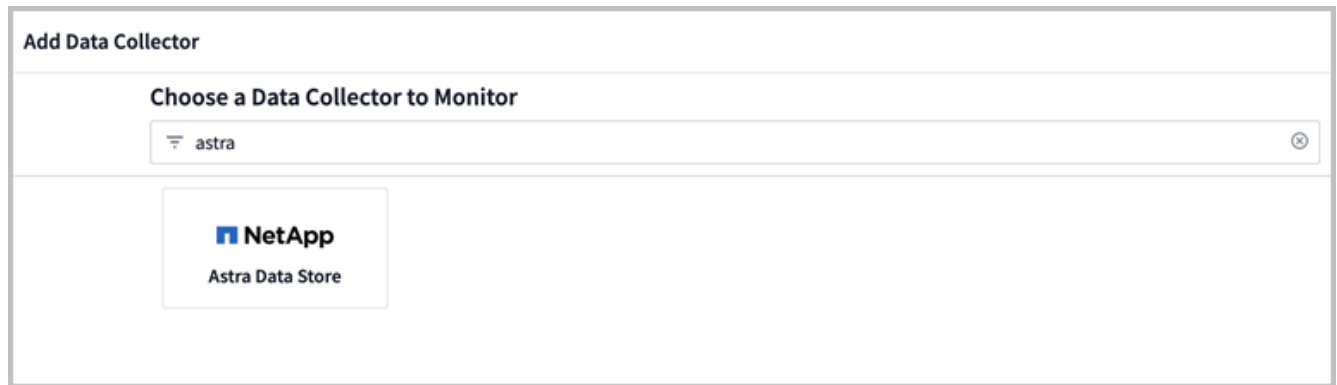 Add Data Collector
Choose a Data Collector to Monitor
astra
NetApp
Astra Data Store